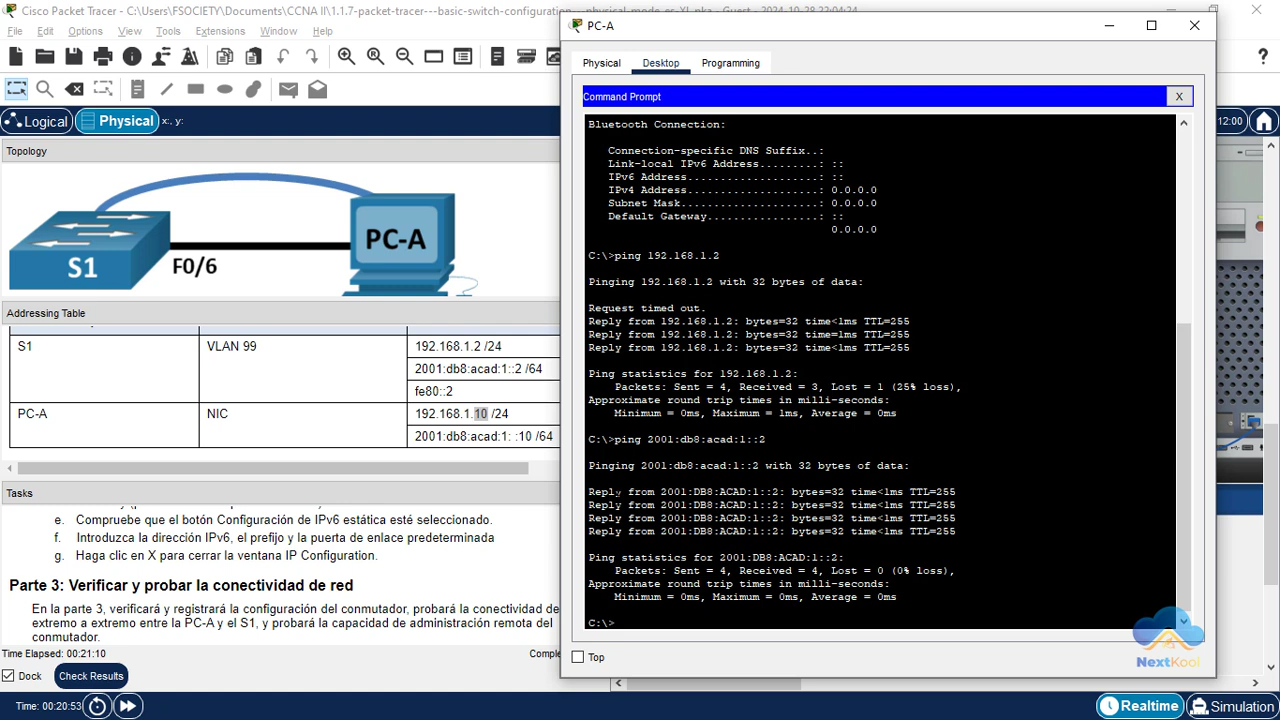 Cisco Packet Tracer - C:\Users\FSOCIETY\Documents\CCNA II\1.1.7-packet-tracer---basic-switch-configuration
File Edit Options View Tools Extensions Window Help
Logical Physical x:, y:
12:00
Topology
S1
F0/6
PC-A
Addressing Table
S1 VLAN 99 192.168.1.2 /24
2001:db8:acad:1::2 /64
fe80::2
PC-A NIC 192.168.1.10 /24
2001:db8:acad:1: :10 /64
Tasks
e. Compruebe que el botón Configuración de IPv6 estática esté seleccionado.
f. Introduzca la dirección IPv6, el prefijo y la puerta de enlace predeterminada
g. Haga clic en X para cerrar la ventana IP Configuration.
Parte 3: Verificar y probar la conectividad de red
En la parte 3, verificará y registrará la configuración del conmutador, probará la conectividad de
extremo a extremo entre la PC-A y el S1, y probará la capacidad de administración remota del
conmutador.
Time Elapsed: 00:21:10
Comple
Dock Check Results
Time: 00:20:53
Realtime Simulation
PC-A
Physical Desktop Programming
Command Prompt
X
Bluetooth Connection:
Connection-specific DNS Suffix..:
Link-local IPv6 Address.........: ::
IPv6 Address....................: ::
IPv4 Address....................: 0.0.0.0
Subnet Mask.....................: 0.0.0.0
Default Gateway.................: ::
0.0.0.0
C:\>ping 192.168.1.2
Pinging 192.168.1.2 with 32 bytes of data:
Request timed out.
Reply from 192.168.1.2: bytes=32 time<1ms TTL=255
Reply from 192.168.1.2: bytes=32 time=1ms TTL=255
Reply from 192.168.1.2: bytes=32 time<1ms TTL=255
Ping statistics for 192.168.1.2:
Packets: Sent = 4, Received = 3, Lost = 1 (25% loss),
Approximate round trip times in milli-seconds:
Minimum = 0ms, Maximum = 1ms, Average = 0ms
C:\>ping 2001:db8:acad:1::2
Pinging 2001:db8:acad:1::2 with 32 bytes of data:
Reply from 2001:DB8:ACAD:1::2: bytes=32 time<1ms TTL=255
Reply from 2001:DB8:ACAD:1::2: bytes=32 time<1ms TTL=255
Reply from 2001:DB8:ACAD:1::2: bytes=32 time<1ms TTL=255
Reply from 2001:DB8:ACAD:1::2: bytes=32 time<1ms TTL=255
Ping statistics for 2001:DB8:ACAD:1::2:
Packets: Sent = 4, Received = 4, Lost = 0 (0% loss),
Approximate round trip times in milli-seconds:
Minimum = 0ms, Maximum = 0ms, Average = 0ms
C:\>
Top
NextKool